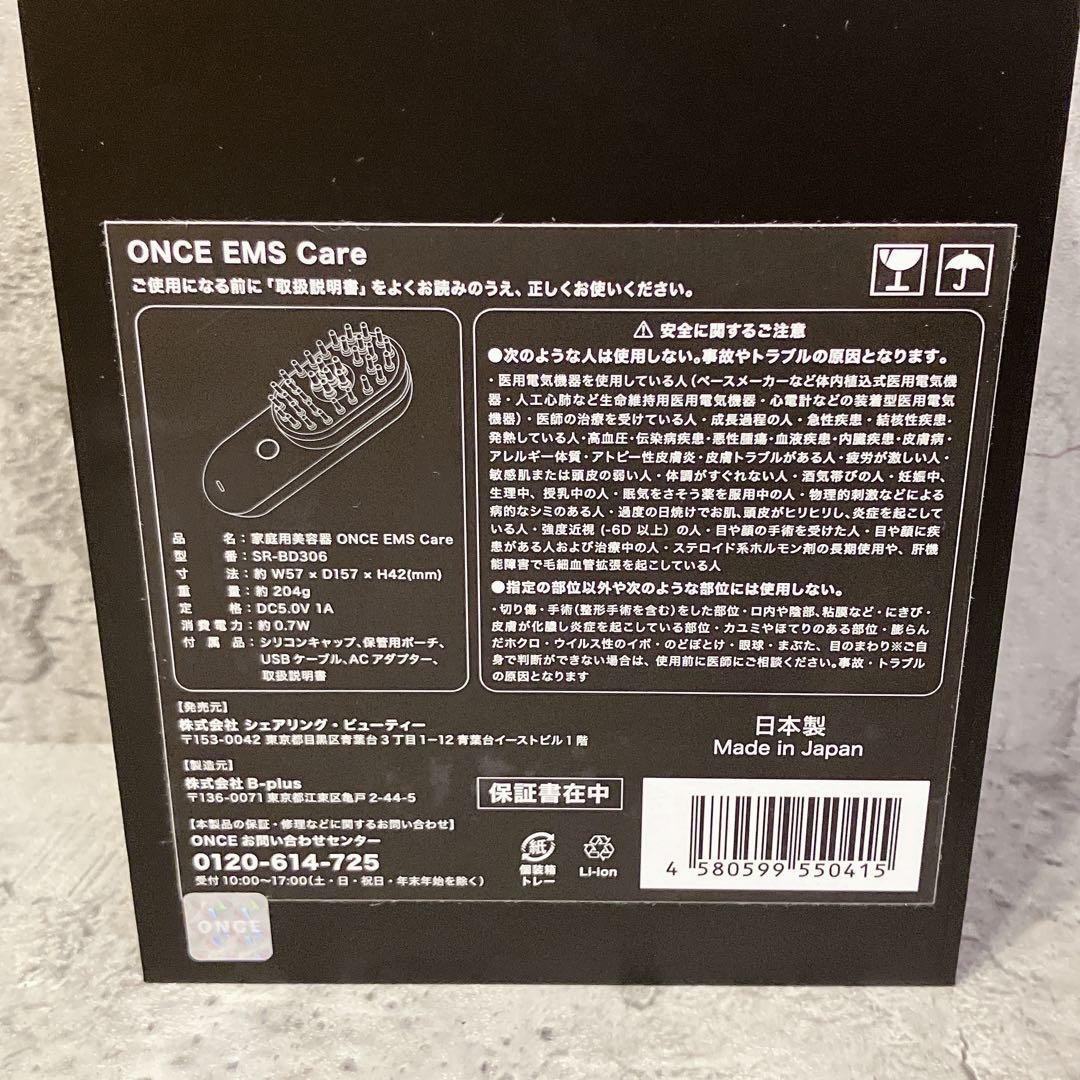 ONCE EMS Care
ご使用になる前に「取扱説明書」をよくお読みのうえ、正しくお使いください。
品 名：家庭用美容器 ONCE EMS Care
型 番：SR-BD306
寸 法：約 W57 × D157 × H42(mm)
重 量：約 204g
定 格：DC5.0V 1A
消費電力：約 0.7W
付 属 品：シリコンキャップ、保管用ポーチ、
USBケーブル、ACアダプター、
取扱説明書
⚠ 安全に関するご注意
●次のような人は使用しない。事故やトラブルの原因となります。
・医用電気機器を使用している人（ペースメーカーなど体内植込式医用電気機
器・人工心肺など生命維持用医用電気機器・心電計などの装着型医用電気
機器）・医師の治療を受けている人・成長過程の人・急性疾患・結核性疾患・
発熱している人・高血圧・伝染病疾患・悪性腫瘍・血液疾患・内臓疾患・皮膚病・
アレルギー体質・アトピー性皮膚炎・皮膚トラブルがある人・疲労が激しい人・
敏感肌または頭皮の弱い人・体調がすぐれない人・酒気帯びの人・妊娠中、
生理中、授乳中の人・眠気をさそう薬を服用中の人・物理的刺激などによる
病的なシミのある人・過度の日焼けでお肌、頭皮がヒリヒリし、炎症を起こして
いる人・強度近視 (-6D 以上) の人・目や顔の手術を受けた人・目や顔に疾
患がある人および治療中の人・ステロイド系ホルモン剤の長期使用や、肝機
能障害で毛細血管拡張を起こしている人
●指定の部位以外や次のような部位には使用しない。
・切り傷・手術（整形手術を含む）をした部位・口内や陰部、粘膜など・にきび・
皮膚が化膿し炎症を起こしている部位・カユミやほてりのある部位・膨らん
だホクロ・ウイルス性のイボ・のどぼとけ・眼球・まぶた、目のまわり※ご自
身で判断ができない場合は、使用前に医師にご相談ください。事故・トラブル
の原因となります
【発売元】
株式会社 シェアリング・ビューティー
〒153-0042 東京都目黒区青葉台3丁目1-12 青葉台イーストビル1階
【製造元】
株式会社 B-plus
〒136-0071 東京都江東区亀戸 2-44-5
【本製品の保証・修理などに関するお問い合わせ】
ONCE お問い合わせセンター
0120-614-725
受付 10:00〜17:00（土・日・祝日・年末年始を除く）
日本製
Made in Japan
保証書在中
紙
個装箱
トレー
Li-ion
4 580599 550415
ONCE